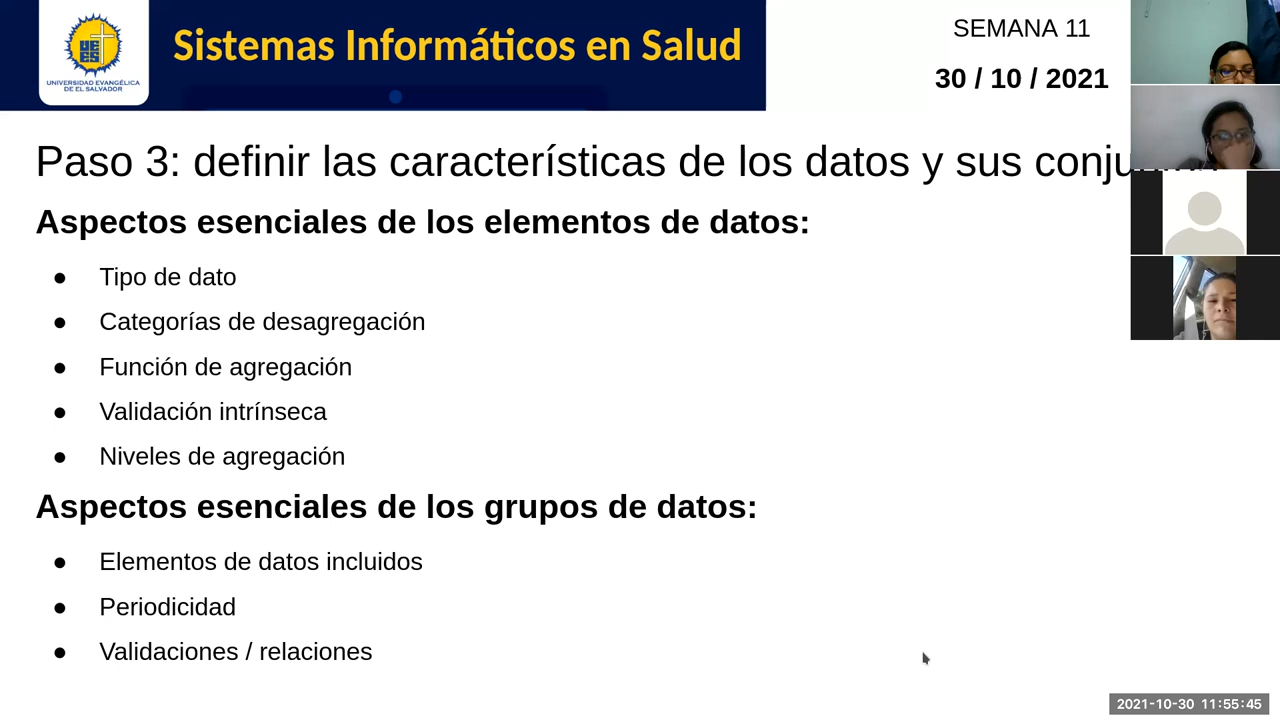 UNIVERSIDAD EVANGÉLICA
DE EL SALVADOR
Sistemas Informáticos en Salud
SEMANA 11
30 / 10 / 2021
Paso 3: definir las características de los datos y sus
Aspectos esenciales de los elementos de datos:
● Tipo de dato
● Categorías de desagregación
● Función de agregación
● Validación intrínseca
● Niveles de agregación
Aspectos esenciales de los grupos de datos:
● Elementos de datos incluidos
● Periodicidad
● Validaciones / relaciones
2021-10-30 11:55:45